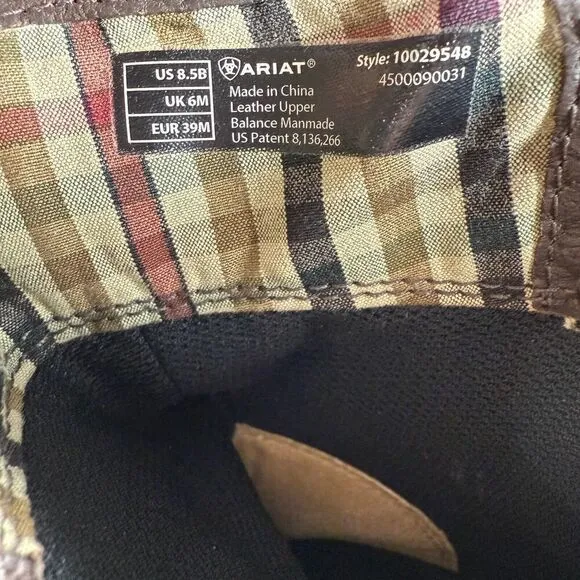 US 8.5B
UK 6M
EUR 39M
ARIAT®
Made in China
Leather Upper
Balance Manmade
US Patent 8,136,266
Style: 10029548
4500090031